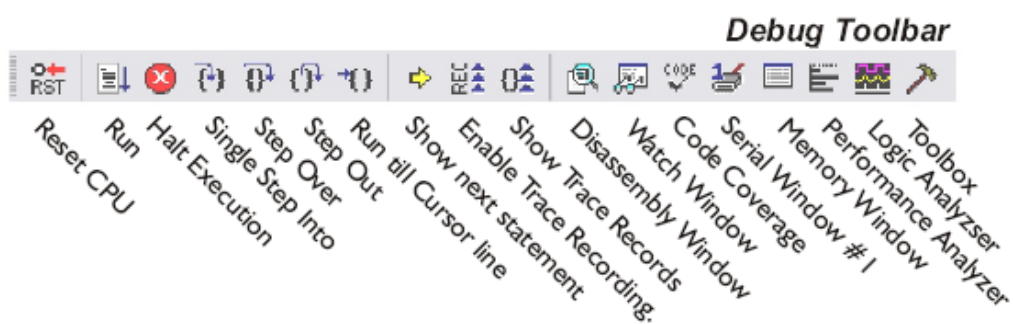 Debug Toolbar
RST
REC
CODE
1
Reset CPU
Run
Halt Execution
Single Step Into
Step Over
Step Out
Run till Cursor line
Show next statement
Enable Trace Recording.
Show Trace Records
Disassembly Window
Watch Window
Code Coverage
Serial Window #1
Memory Window
Performance Analyzer
Logic Analyzser
Toolbox